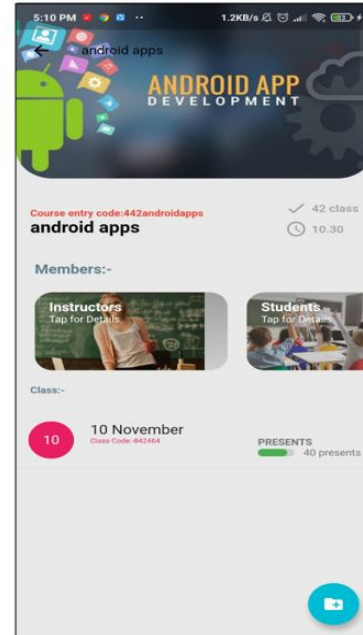 5:10 PM
1.2KB/s
android apps
ANDROID APP
DEVELOPMENT
Course entry code:442androidapps
android apps
42 class
10.30
Members:-
Instructors
Tap for Details
Students
Tap for Details
Class:-
10
10 November
Class Code:-842464
PRESENTS
40 presents